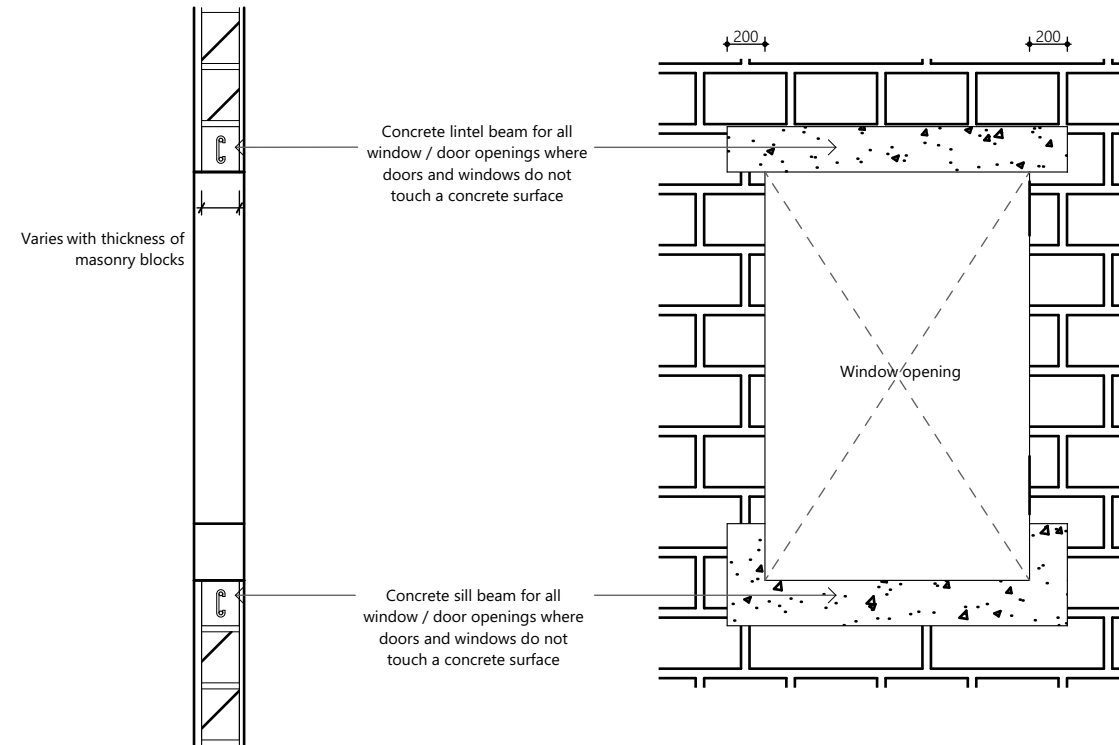 200
200
Concrete lintel beam for all
window / door openings where
doors and windows do not
touch a concrete surface
Varies with thickness of
masonry blocks
Window opening
Concrete sill beam for all
window / door openings where
doors and windows do not
touch a concrete surface